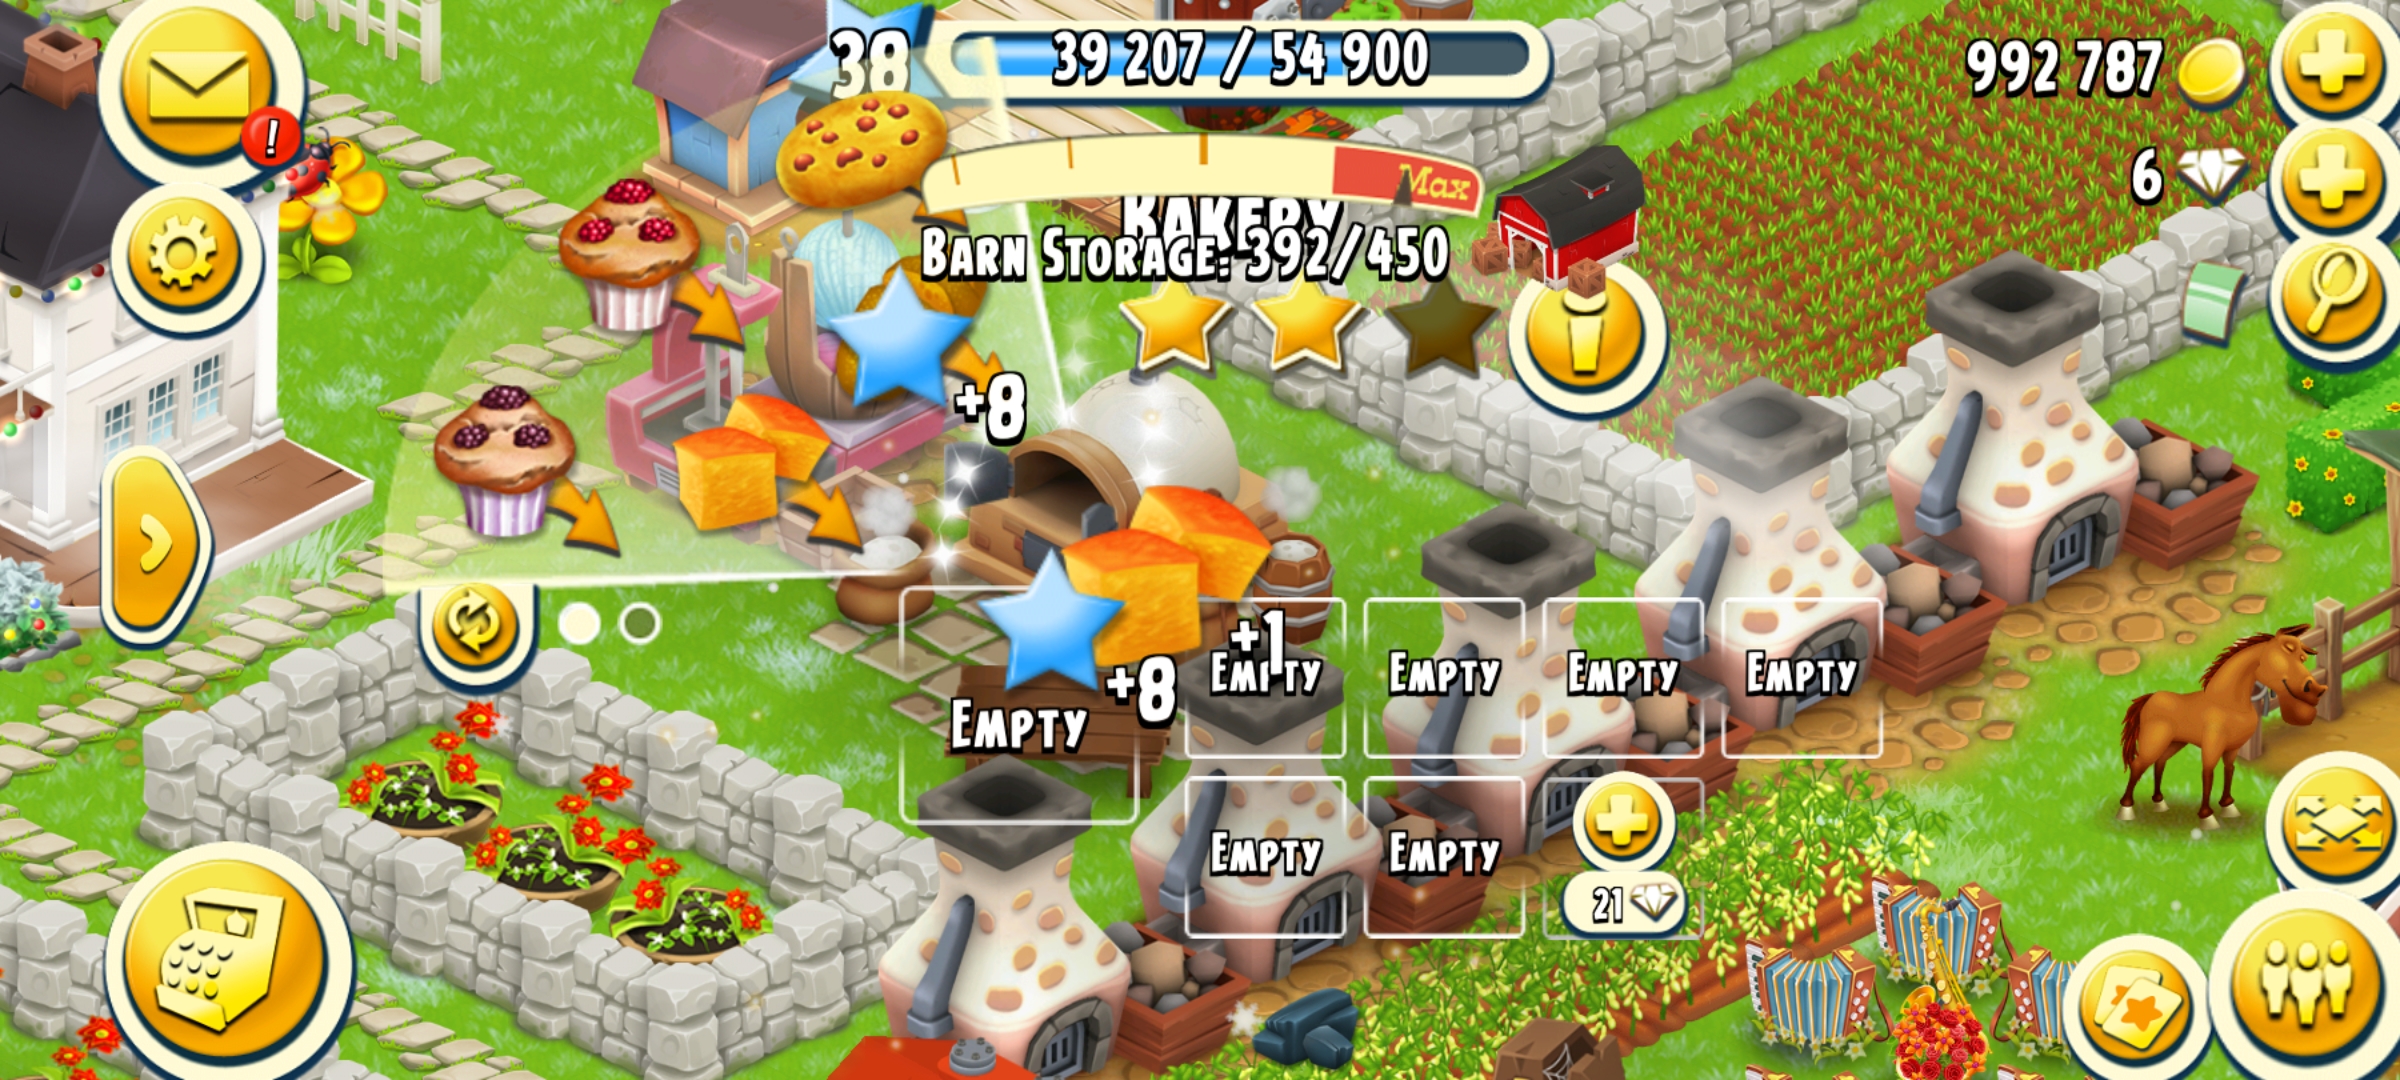 !
38
39 207 / 54 900
992 787
6
Max
BAKERY
BARN STORAGE: 392/450
+8
+1
+8
EMPTY
EMPTY
EMPTY
EMPTY
EMPTY
EMPTY
EMPTY
21